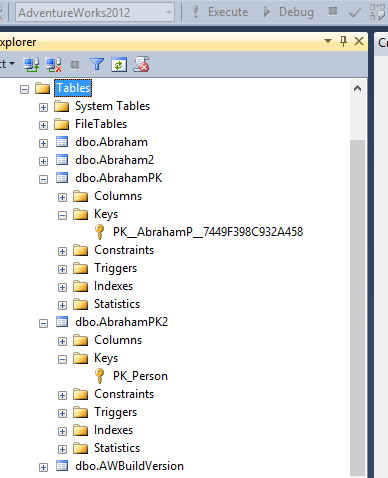 AdventureWorks2012 Execute Debug
xplorer
ct Cu
Tables
System Tables
FileTables
dbo.Abraham
dbo.Abraham2
dbo.AbrahamPK
Columns
Keys
PK__AbrahamP__7449F398C932A458
Constraints
Triggers
Indexes
Statistics
dbo.AbrahamPK2
Columns
Keys
PK_Person
Constraints
Triggers
Indexes
Statistics
dbo.AWBuildVersion